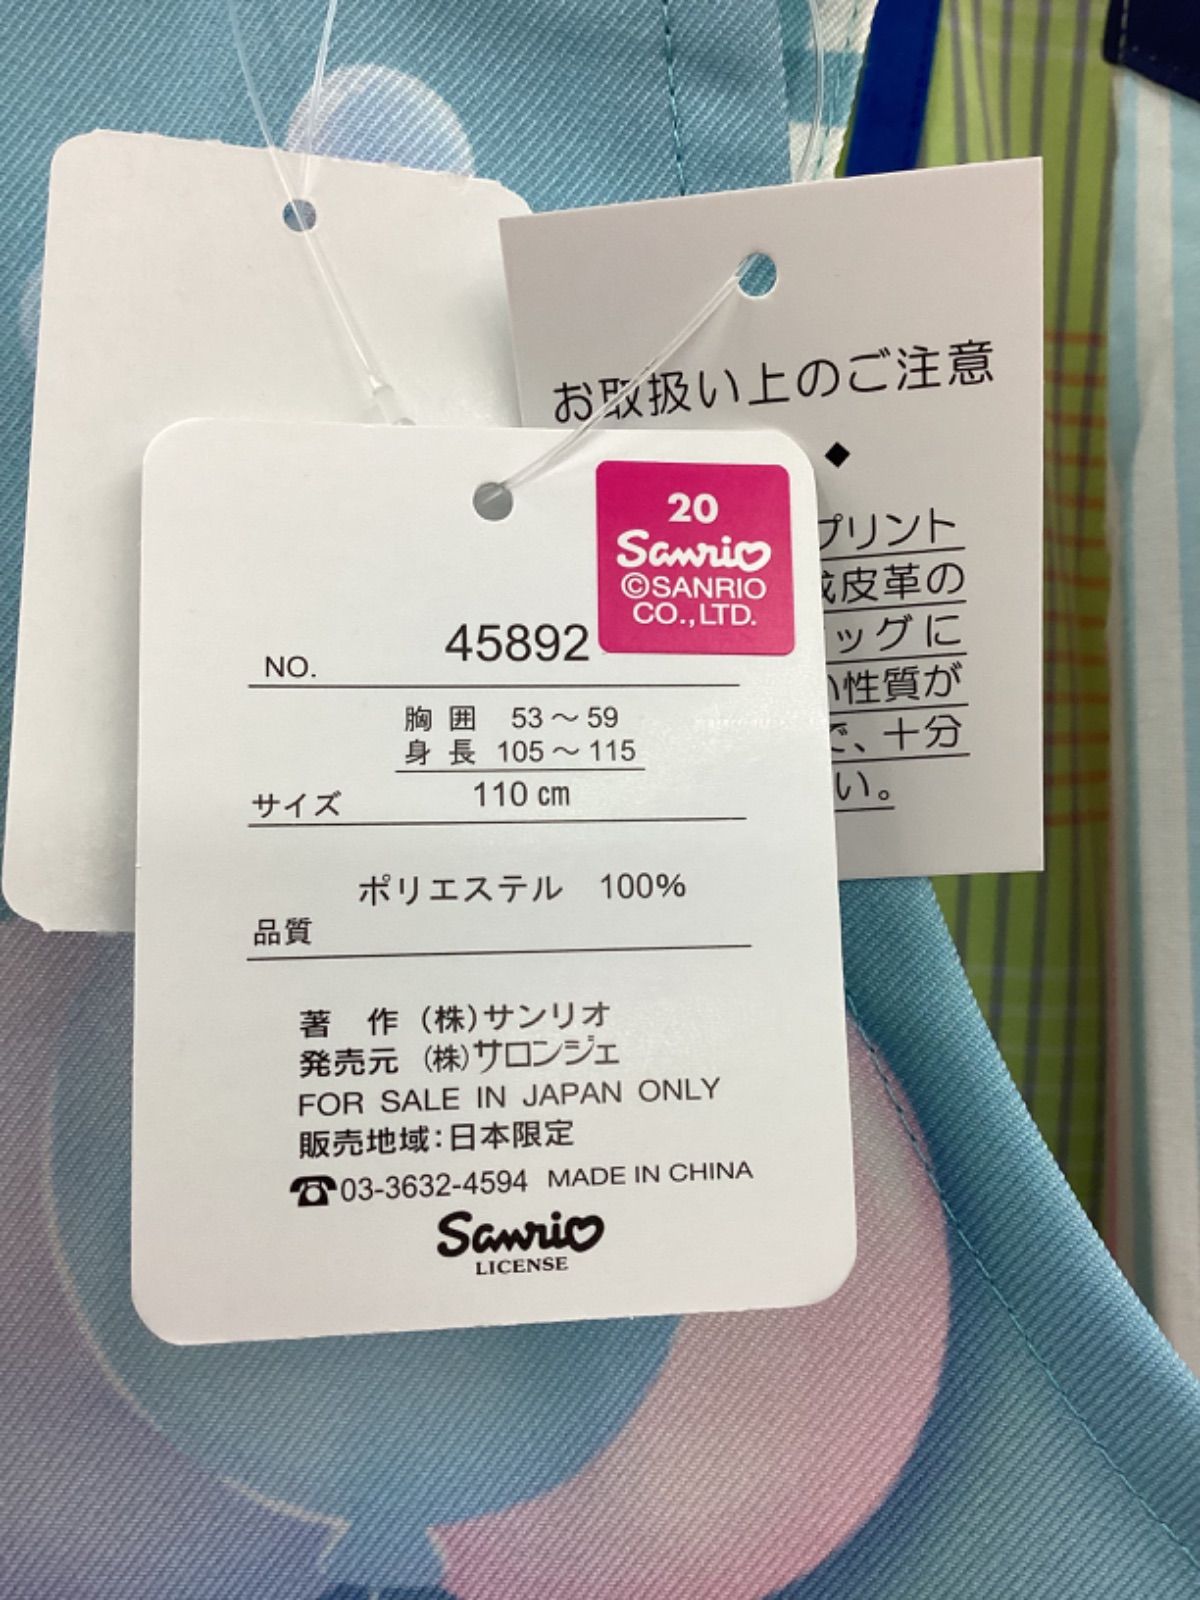 お取扱い上のご注意
◆
プリント
皮革の
ッグに
性質が
で、十分
い。
20
Sanrio
©SANRIO
CO.,LTD.
NO. 45892
胸囲 53～59
身長 105～115
サイズ 110㎝
ポリエステル 100%
品質
著 作 (株)サンリオ
発売元 (株)サロンジェ
FOR SALE IN JAPAN ONLY
販売地域:日本限定
☎03-3632-4594 MADE IN CHINA
Sanrio
LICENSE